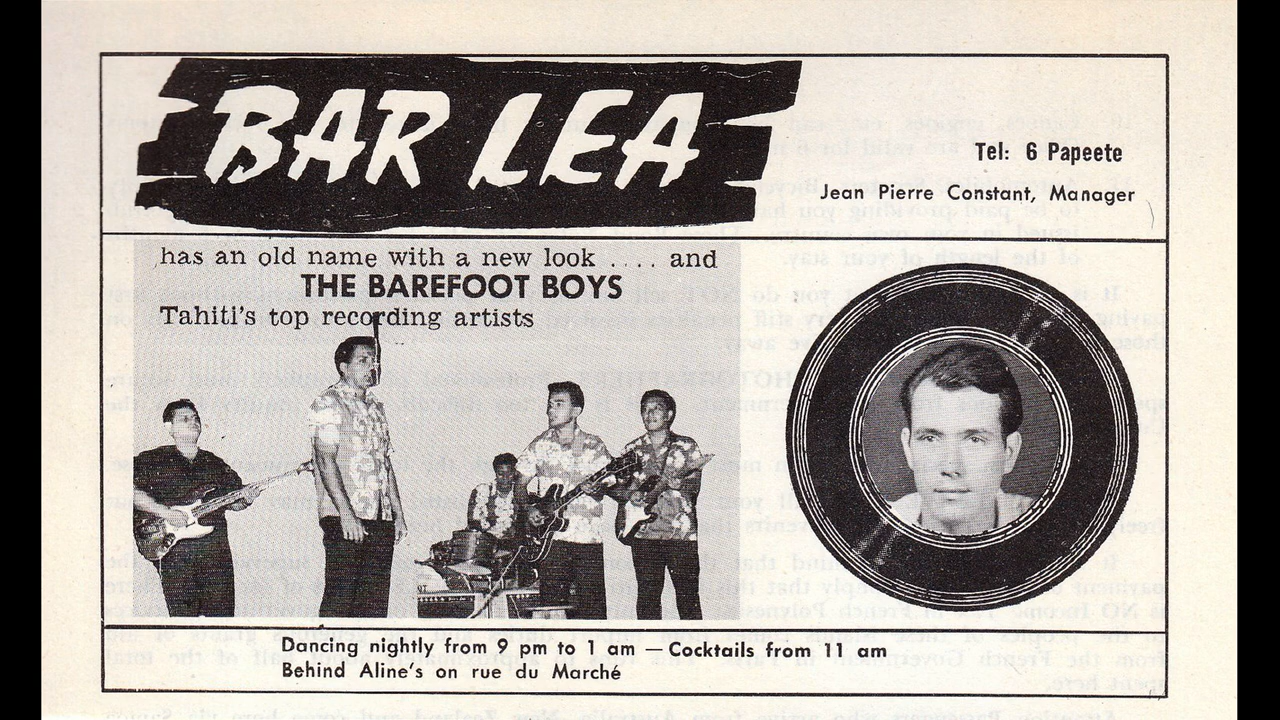 BAR LEA
Tel: 6 Papeete
Jean Pierre Constant, Manager
has an old name with a new look .... and
THE BAREFOOT BOYS
Tahiti's top recording artists
Dancing nightly from 9 pm to 1 am — Cocktails from 11 am
Behind Aline's on rue du Marché